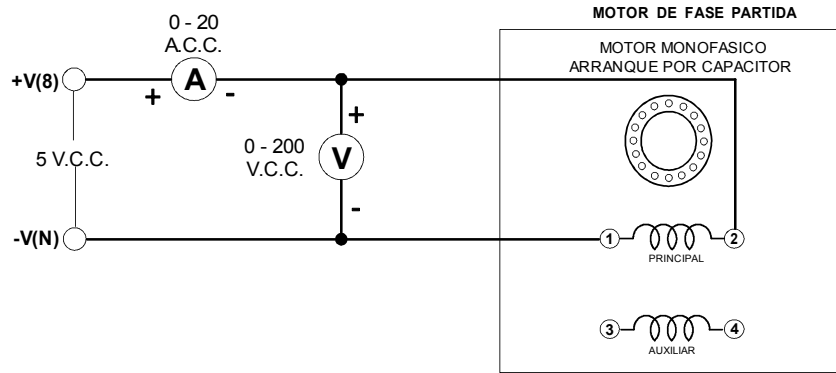 MOTOR DE FASE PARTIDA
0 - 20
A.C.C.
MOTOR MONOFASICO
ARRANQUE POR CAPACITOR
+V(8)
+ A -
+
0 - 200
V.C.C.
V
5 V.C.C.
-
-V(N)
1 2
PRINCIPAL
3 4
AUXILIAR